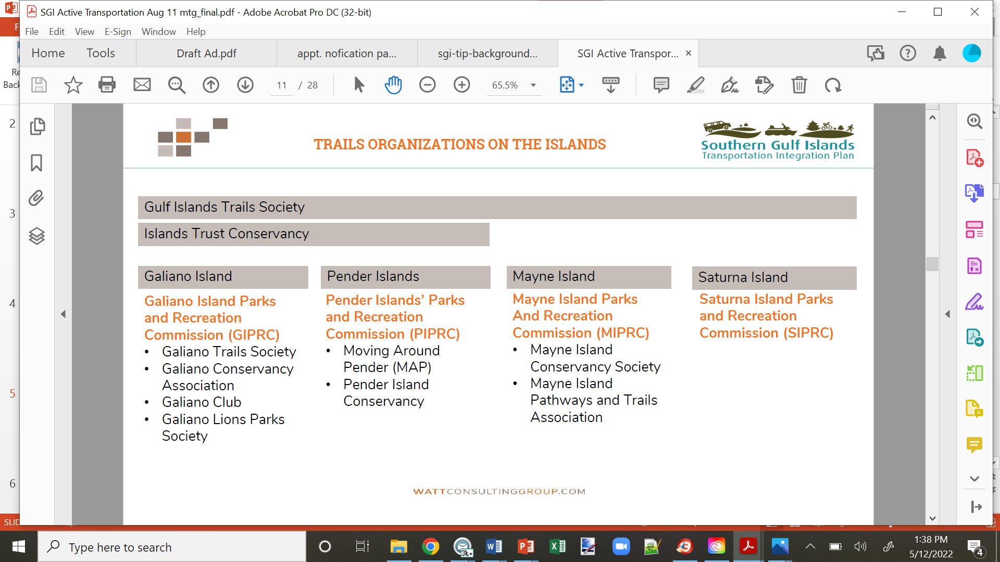 SGI Active Transportation Aug 11 mtg_final.pdf - Adobe Acrobat Pro DC (32-bit)
F
File Edit View E-Sign Window Help
Home Tools Draft Ad.pdf appt. nofication pa... sgi-tip-background... SGI Active Transpor... ×
Re
Back
11 / 28 65.5%
2
3
4
5
6
TRAILS ORGANIZATIONS ON THE ISLANDS
Southern Gulf Islands
Transportation Integration Plan
Gulf Islands Trails Society
Islands Trust Conservancy
Galiano Island
Galiano Island Parks
and Recreation
Commission (GIPRC)
• Galiano Trails Society
• Galiano Conservancy
Association
• Galiano Club
• Galiano Lions Parks
Society
Pender Islands
Pender Islands’ Parks
and Recreation
Commission (PIPRC)
• Moving Around
Pender (MAP)
• Pender Island
Conservancy
Mayne Island
Mayne Island Parks
And Recreation
Commission (MIPRC)
• Mayne Island
Conservancy Society
• Mayne Island
Pathways and Trails
Association
Saturna Island
Saturna Island Parks
and Recreation
Commission (SIPRC)
WATTCONSULTINGGROUP.COM
SLID
Type here to search
3k+
1:38 PM
5/12/2022
4